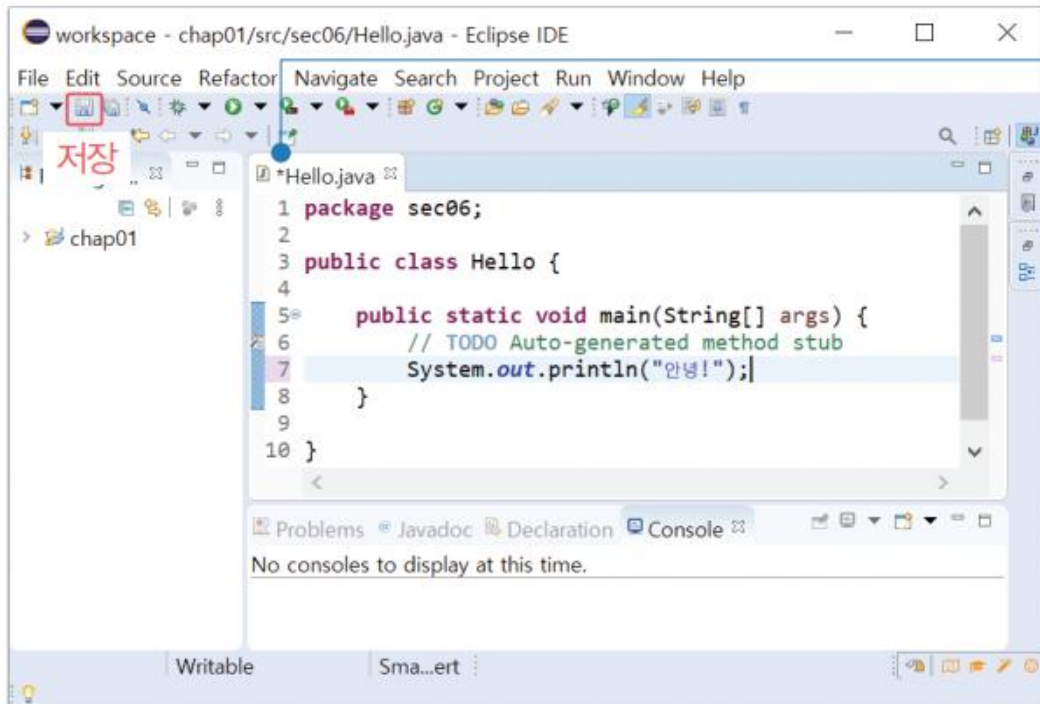 workspace - chap01/src/sec06/Hello.java - Eclipse IDE
File Edit Source Refactor Navigate Search Project Run Window Help
저장
*Hello.java
chap01
1 package sec06;
2
3 public class Hello {
4
5 public static void main(String[] args) {
6 // TODO Auto-generated method stub
7 System.out.println("안녕!");
8 }
9
10 }
Problems Javadoc Declaration Console
No consoles to display at this time.
Writable Sma...ert